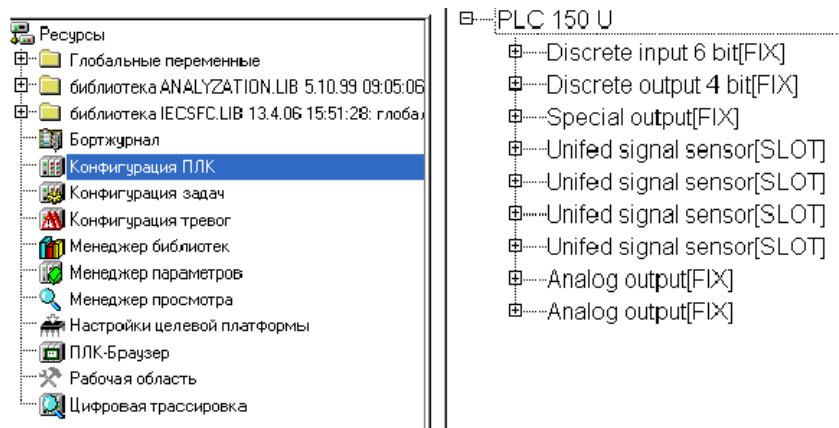 Ресурсы
Глобальные переменные
библиотека ANALYZATION.LIB 5.10.99 09:05:06
библиотека IECSFC.LIB 13.4.06 15:51:28: глоба
Бортжурнал
Конфигурация ПЛК
Конфигурация задач
Конфигурация тревог
Менеджер библиотек
Менеджер параметров
Менеджер просмотра
Настройки целевой платформы
ПЛК-Браузер
Рабочая область
Цифровая трассировка
PLC 150 U
Discrete input 6 bit[FIX]
Discrete output 4 bit[FIX]
Special output[FIX]
Unifed signal sensor[SLOT]
Unifed signal sensor[SLOT]
Unifed signal sensor[SLOT]
Unifed signal sensor[SLOT]
Analog output[FIX]
Analog output[FIX]